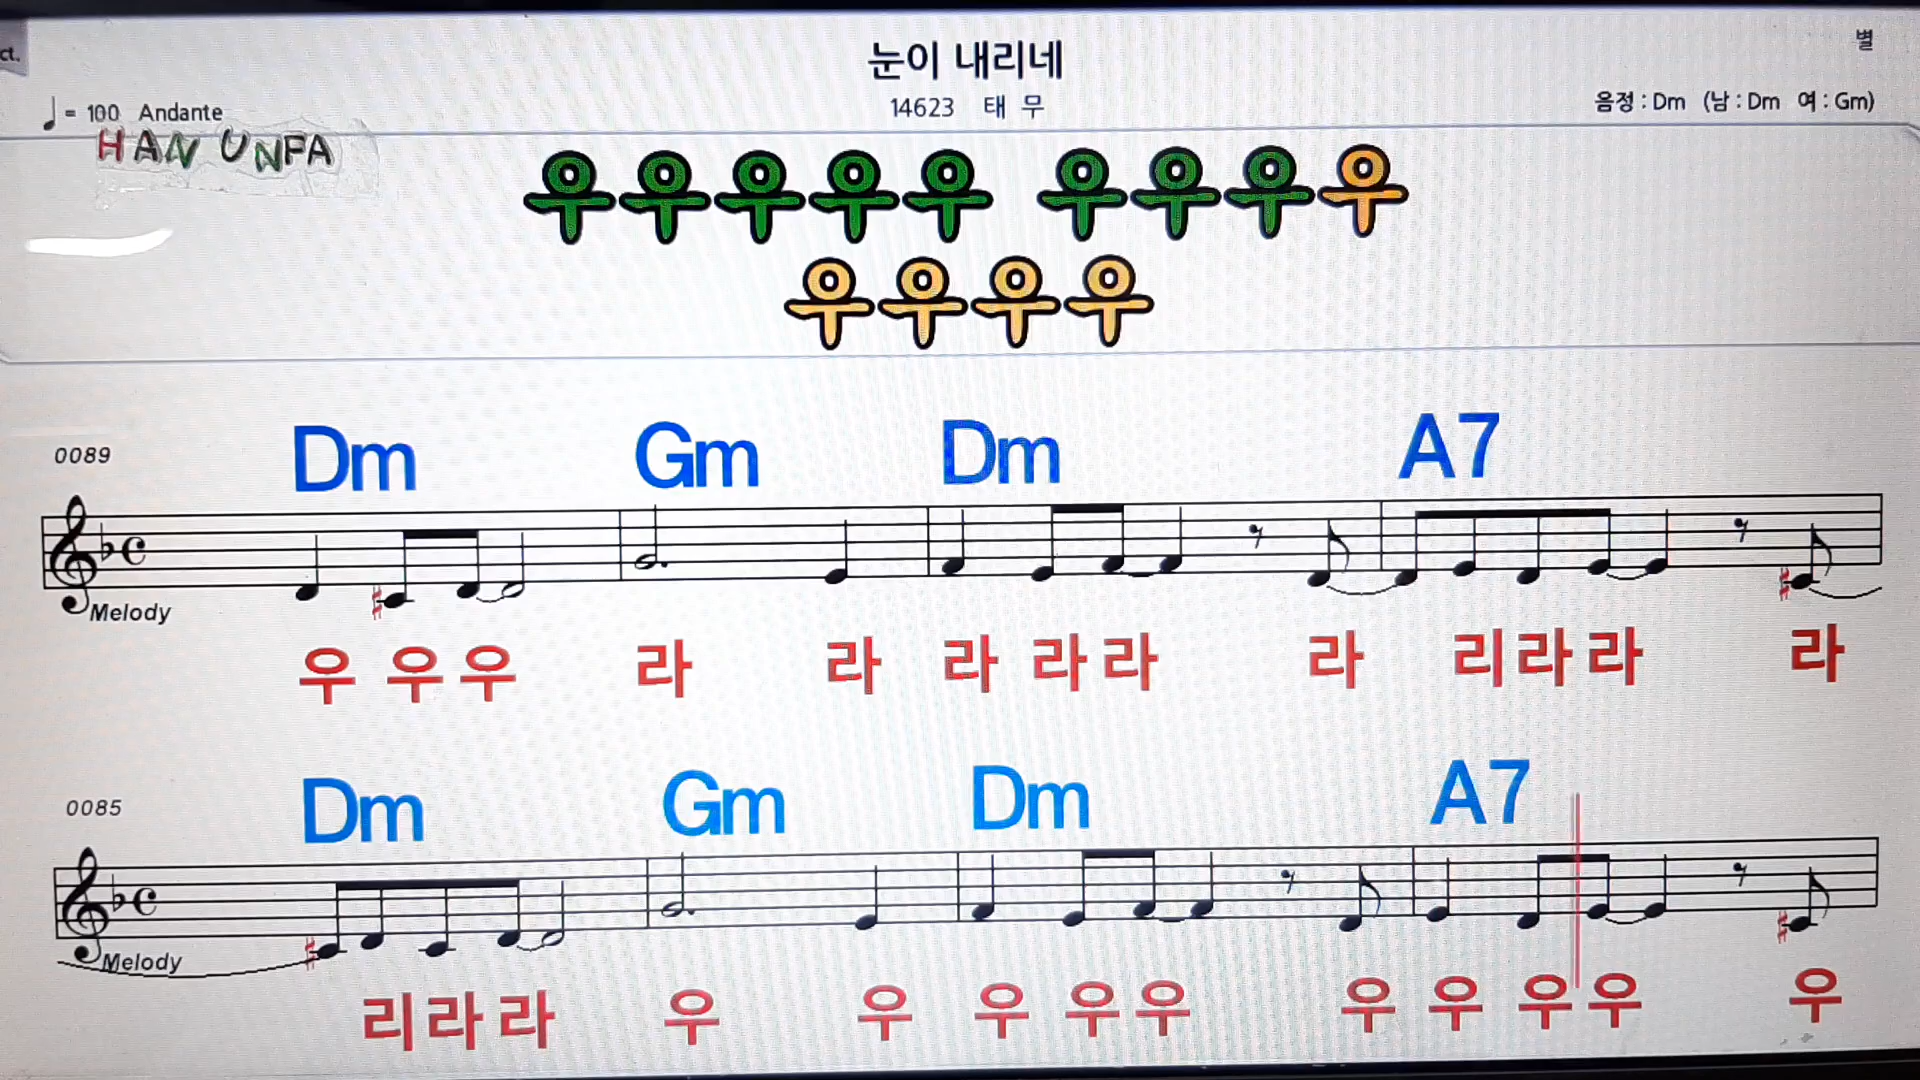 ct.
눈이 내리네
별
♩ = 100 Andante
14623 태 무
음정 : Dm (남 : Dm 여 : Gm)
HAN UNFA
우우우우우 우우우우
우우우우
0089 Dm Gm Dm A7
Melody
우 우 우 라 라 라 라 라 라 리 라 라 라
0085 Dm Gm Dm A7
Melody
리 라 라 우 우 우 우 우 우 우 우 우 우